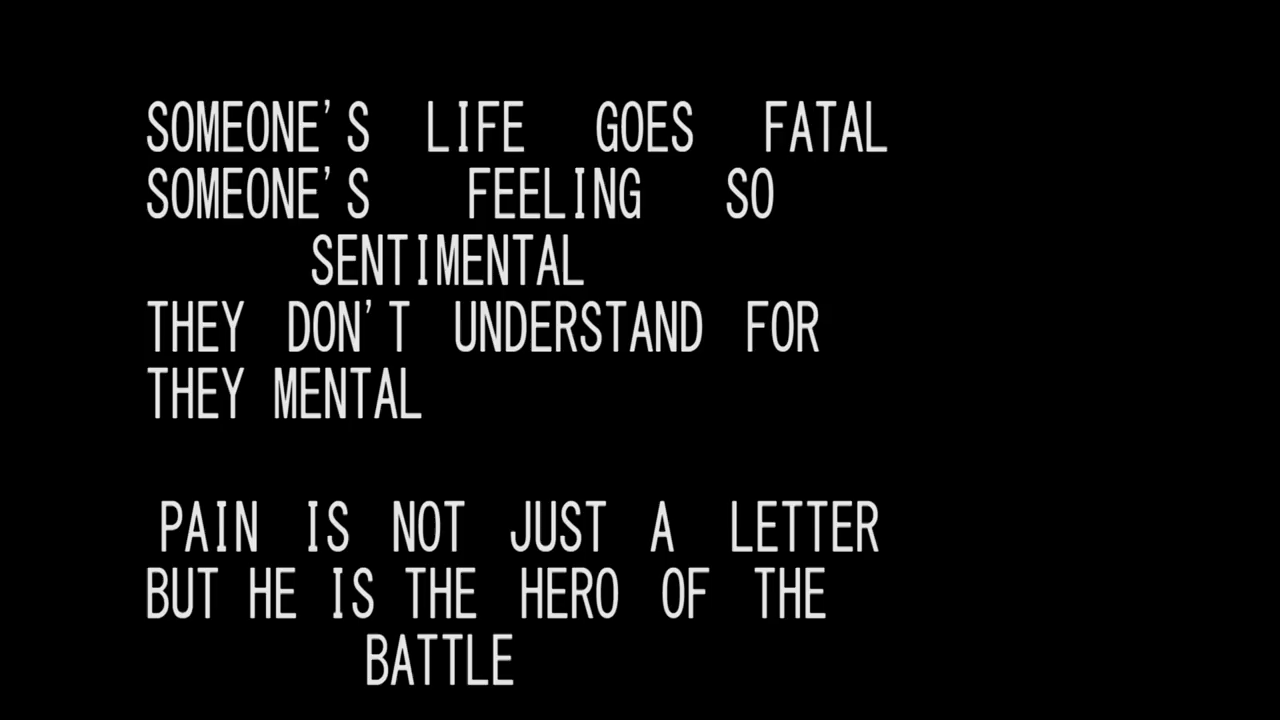 SOMEONE'S LIFE GOES FATAL
SOMEONE'S FEELING SO
SENTIMENTAL
THEY DON'T UNDERSTAND FOR
THEY MENTAL
PAIN IS NOT JUST A LETTER
BUT HE IS THE HERO OF THE
BATTLE